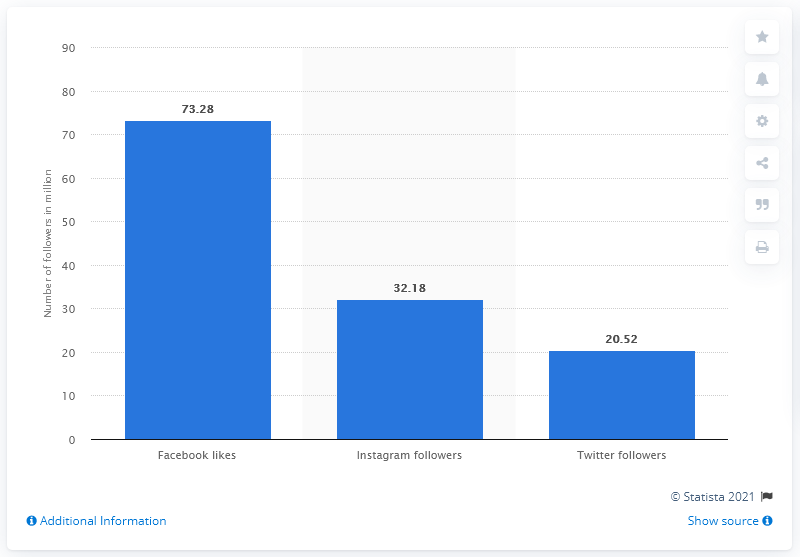 90
80
70
60
50
40
30
20
10
0
Number of followers in million
73.28
32.18
20.52
Facebook likes
Instagram followers
Twitter followers
© Statista 2021
Additional Information
Show source